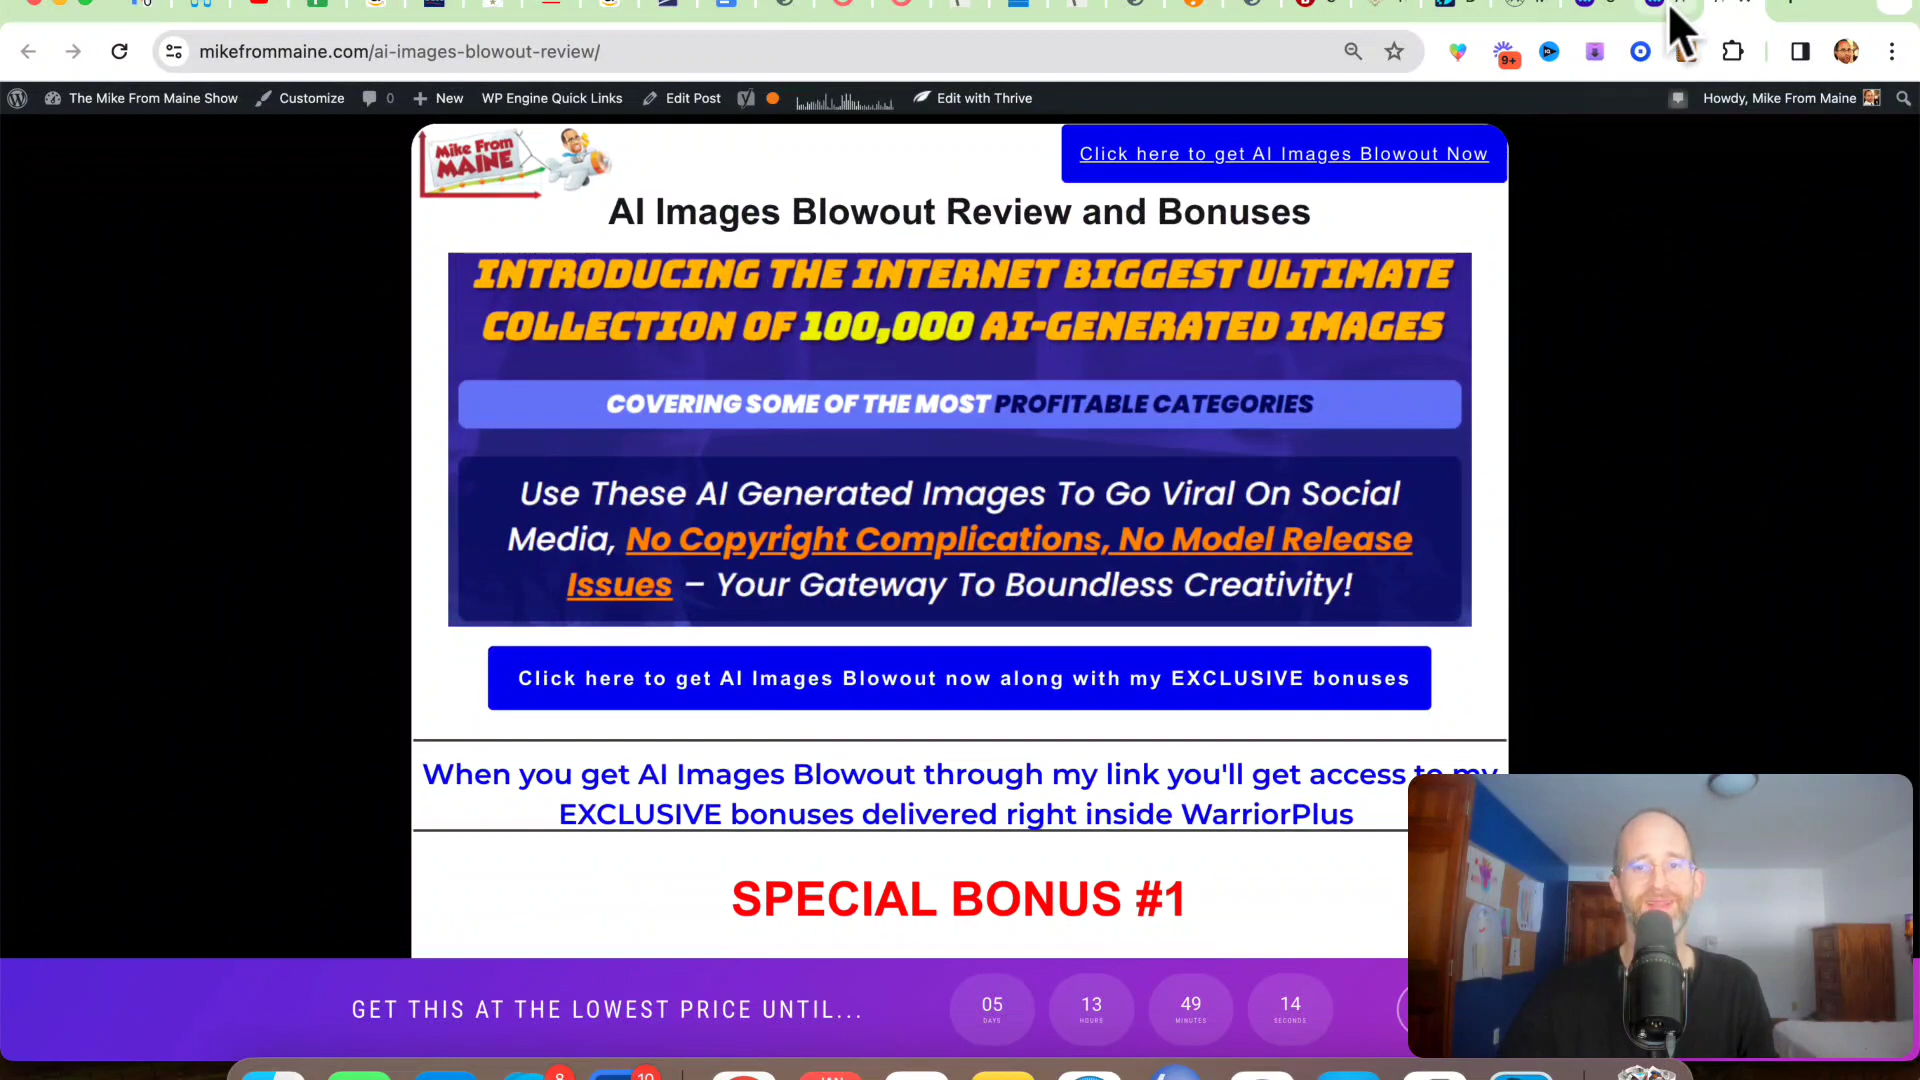 mikefrommaine.com/ai-images-blowout-review/
9+
The Mike From Maine Show
Customize
0
New
WP Engine Quick Links
Edit Post
Edit with Thrive
Howdy, Mike From Maine
Mike From
MAINE
Click here to get AI Images Blowout Now
AI Images Blowout Review and Bonuses
INTRODUCING THE INTERNET BIGGEST ULTIMATE
COLLECTION OF 100,000 AI-GENERATED IMAGES
COVERING SOME OF THE MOST PROFITABLE CATEGORIES
Use These AI Generated Images To Go Viral On Social
Media, No Copyright Complications, No Model Release
Issues – Your Gateway To Boundless Creativity!
Click here to get AI Images Blowout now along with my EXCLUSIVE bonuses
When you get AI Images Blowout through my link you'll get access to my
EXCLUSIVE bonuses delivered right inside WarriorPlus
SPECIAL BONUS #1
GET THIS AT THE LOWEST PRICE UNTIL...
05
DAYS
13
HOURS
49
MINUTES
14
SECONDS